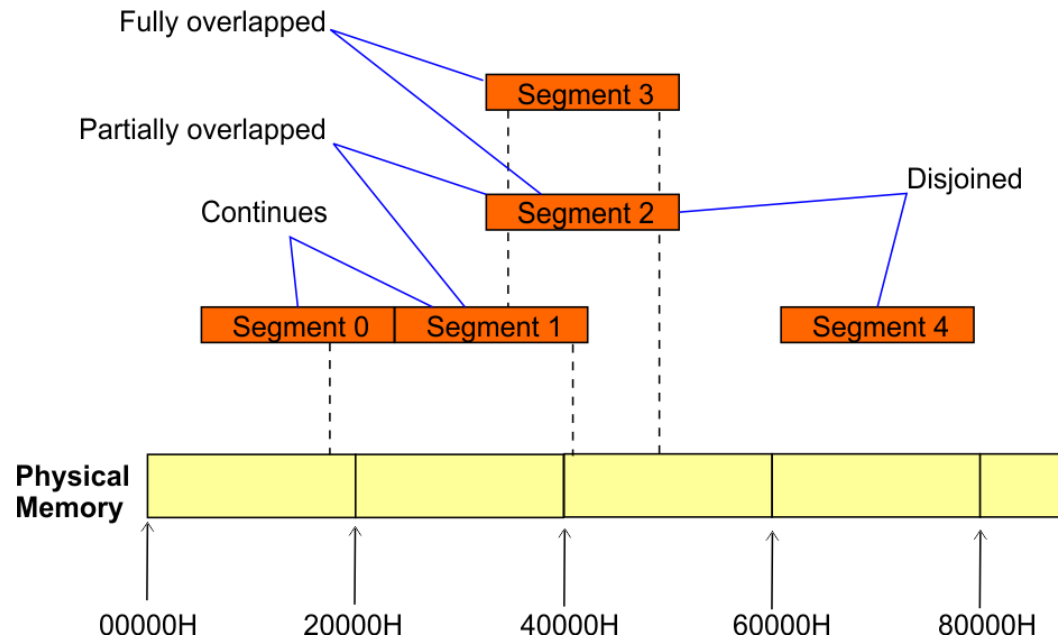 Fully overlapped
Segment 3
Partially overlapped
Disjoined
Segment 2
Continues
Segment 0
Segment 1
Segment 4
Physical
Memory
00000H
20000H
40000H
60000H
80000H